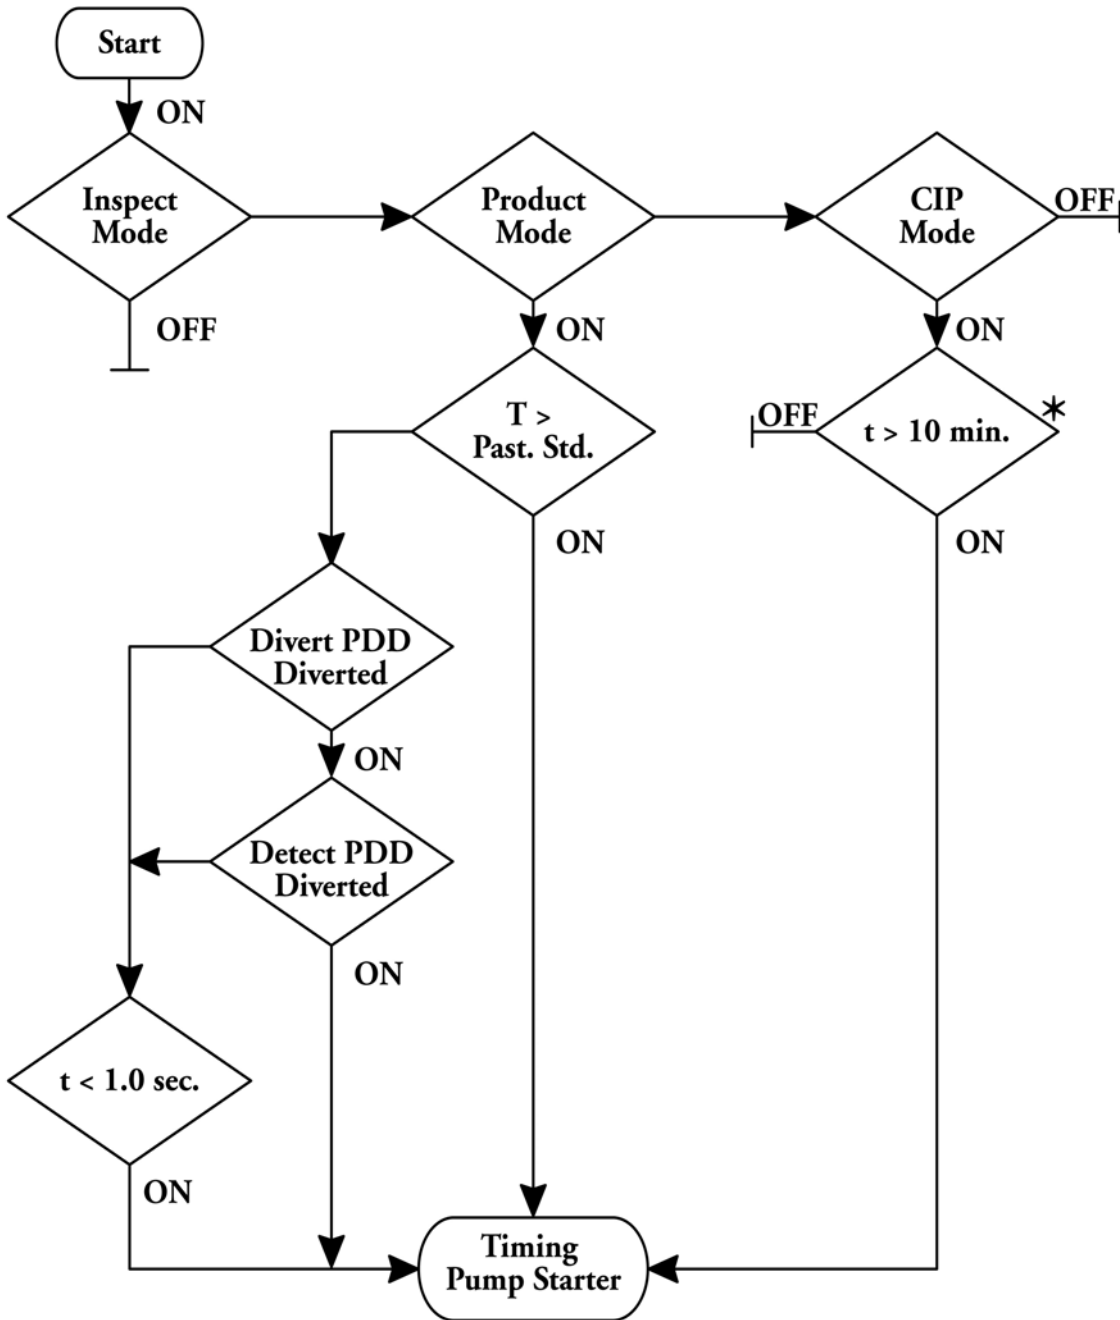 Start
ON
Inspect
Mode
Product
Mode
CIP
Mode
OFF
OFF
ON
ON
T >
Past. Std.
OFF
t > 10 min.
*
ON
ON
Divert PDD
Diverted
ON
Detect PDD
Diverted
ON
t < 1.0 sec.
ON
Timing
Pump Starter